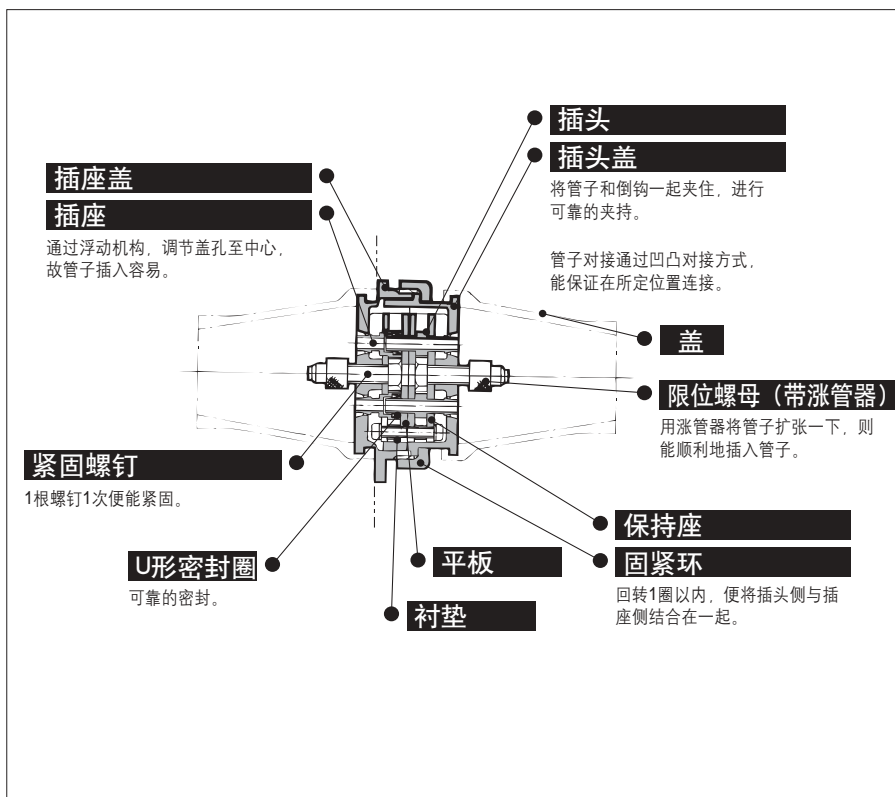 插头
插头盖
将管子和倒钩一起夹住，进行
可靠的夹持。
管子对接通过凹凸对接方式，
能保证在所定位置连接。
插座盖
插座
通过浮动机构，调节盖孔至中心，
故管子插入容易。
盖
限位螺母（带涨管器）
用涨管器将管子扩张一下，则
能顺利地插入管子。
紧固螺钉
1根螺钉1次便能紧固。
U形密封圈
可靠的密封。
平板
衬垫
保持座
固紧环
回转1圈以内，便将插头侧与插
座侧结合在一起。